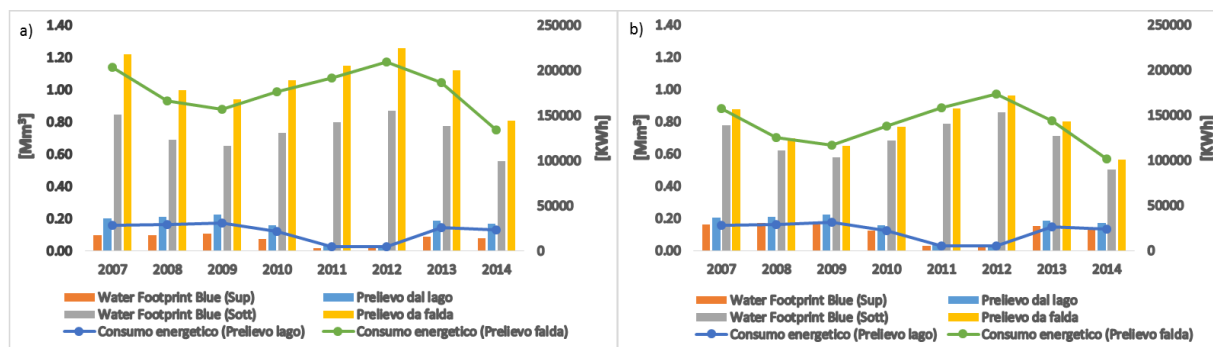 a)
1.40
1.20
1.00
0.80
0.60
0.40
0.20
0.00
[Mm³]
250000
200000
150000
100000
50000
0
[KWh]
2007 2008 2009 2010 2011 2012 2013 2014
Water Footprint Blue (Sup) Prelievo dal lago
Water Footprint Blue (Sott) Prelievo da falda
Consumo energetico (Prelievo lago) Consumo energetico (Prelievo falda)
b)
1.40
1.20
1.00
0.80
0.60
0.40
0.20
0.00
[Mm³]
250000
200000
150000
100000
50000
0
[KWh]
2007 2008 2009 2010 2011 2012 2013 2014
Water Footprint Blue (Sup) Prelievo dal lago
Water Footprint Blue (Sott) Prelievo da falda
Consumo energetico (Prelievo lago) Consumo energetico (Prelievo falda)